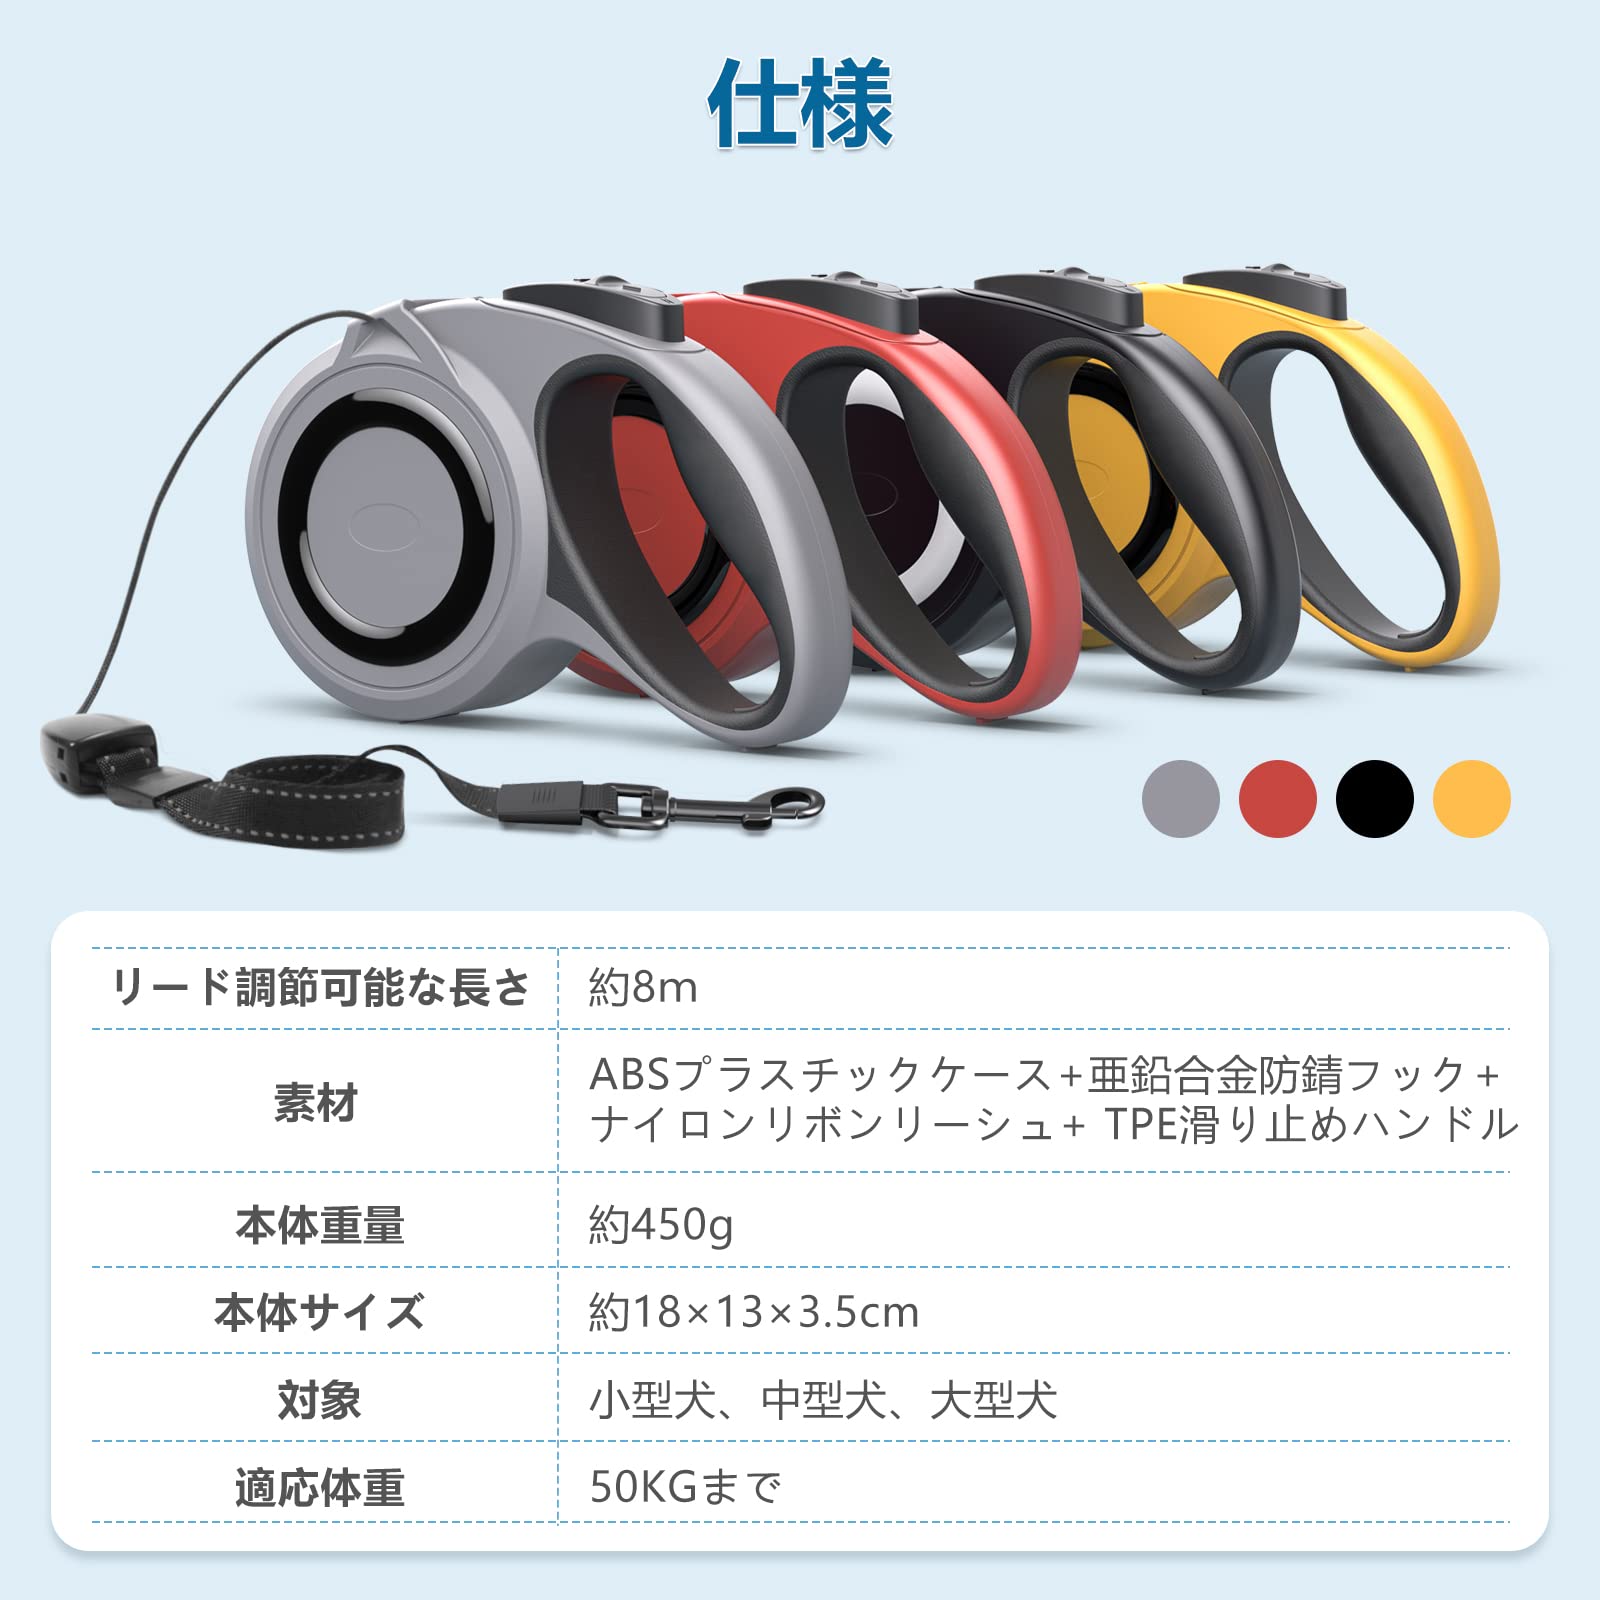 仕様
リード調節可能な長さ 約8m
素材 ABSプラスチックケース+亜鉛合金防錆フック+
ナイロンリボンリーシュ+ TPE滑り止めハンドル
本体重量 約450g
本体サイズ 約18×13×3.5cm
対象 小型犬、中型犬、大型犬
適応体重 50KGまで